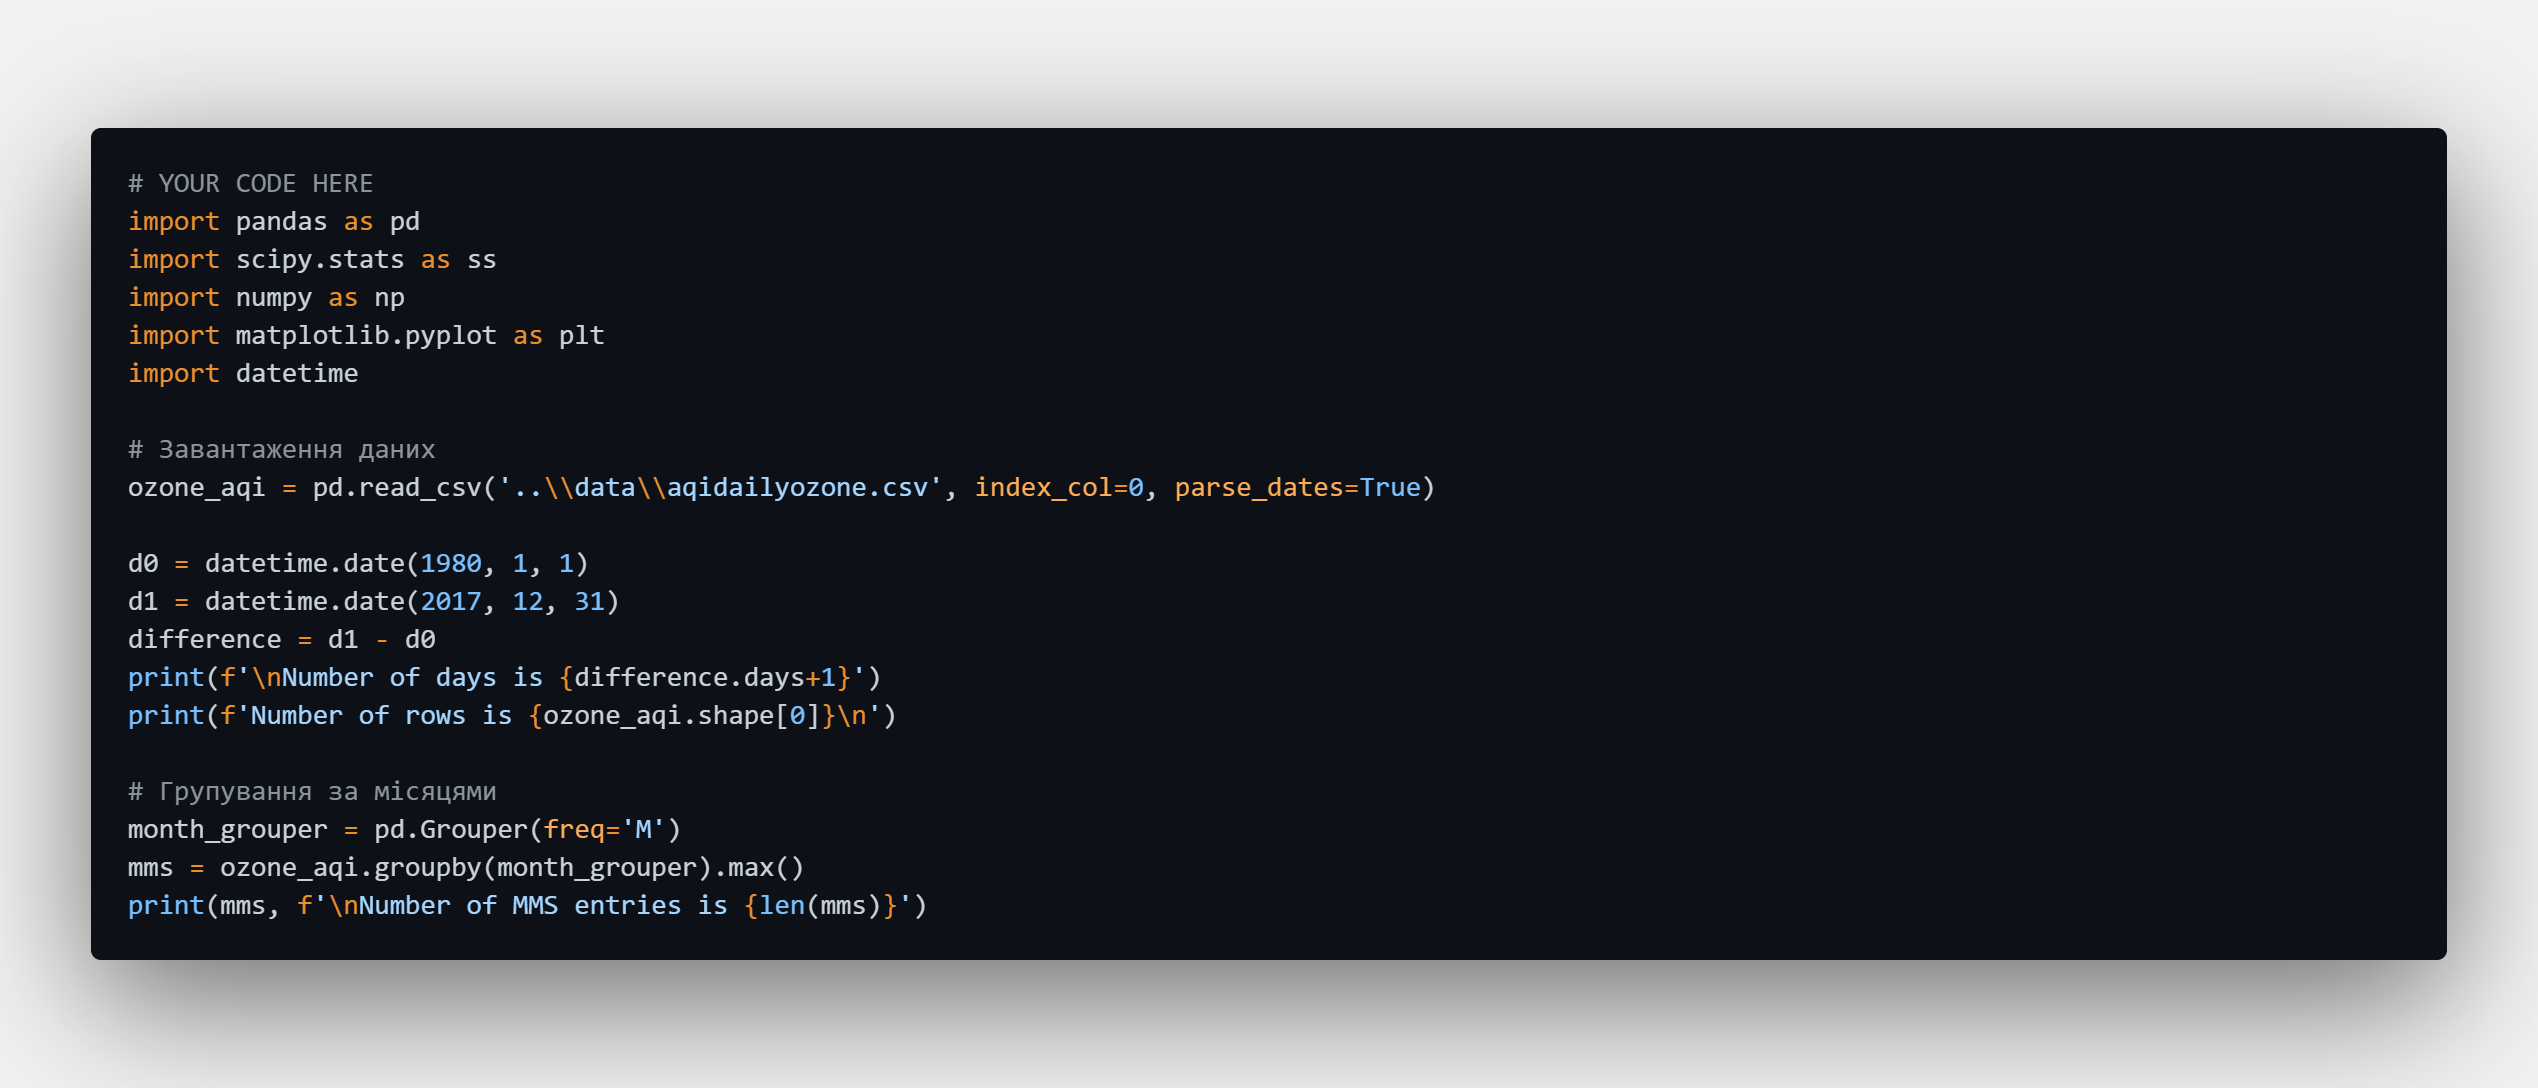 # YOUR CODE HERE
import pandas as pd
import scipy.stats as ss
import numpy as np
import matplotlib.pyplot as plt
import datetime
# Завантаження даних
ozone_aqi = pd.read_csv('..\\data\\aqidailyozone.csv', index_col=0, parse_dates=True)
d0 = datetime.date(1980, 1, 1)
d1 = datetime.date(2017, 12, 31)
difference = d1 - d0
print(f'\nNumber of days is {difference.days+1}')
print(f'Number of rows is {ozone_aqi.shape[0]}\n')
# Групування за місяцями
month_grouper = pd.Grouper(freq='M')
mms = ozone_aqi.groupby(month_grouper).max()
print(mms, f'\nNumber of MMS entries is {len(mms)}')